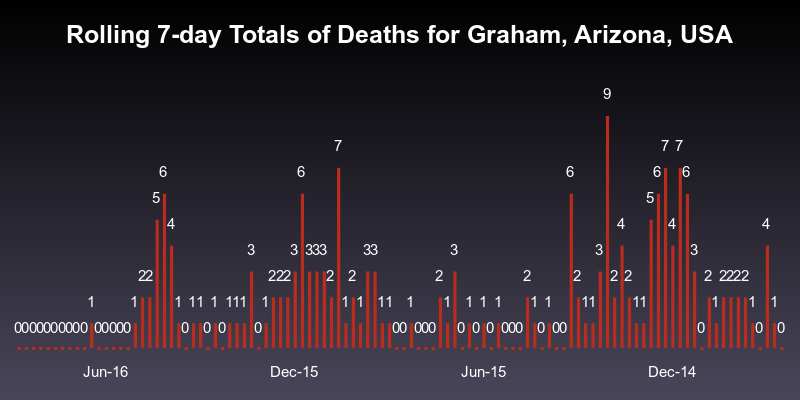 Rolling 7-day Totals of Deaths for Graham, Arizona, USA
9
7 7 7
6 6 6 6 6
5 5
4 4 4 4
3 3 333 33 3 3 3
22 222 2 2 2 2 2 2 2 2 2222
1 1 1 11 1 111 1 1 1 11 1 1 1 1 1 1 1 11 11 1 1 1
0000000000 00000 0 0 0 0 00 000 0 0 0 000 0 00 0 0 0
Jun-16 Dec-15 Jun-15 Dec-14